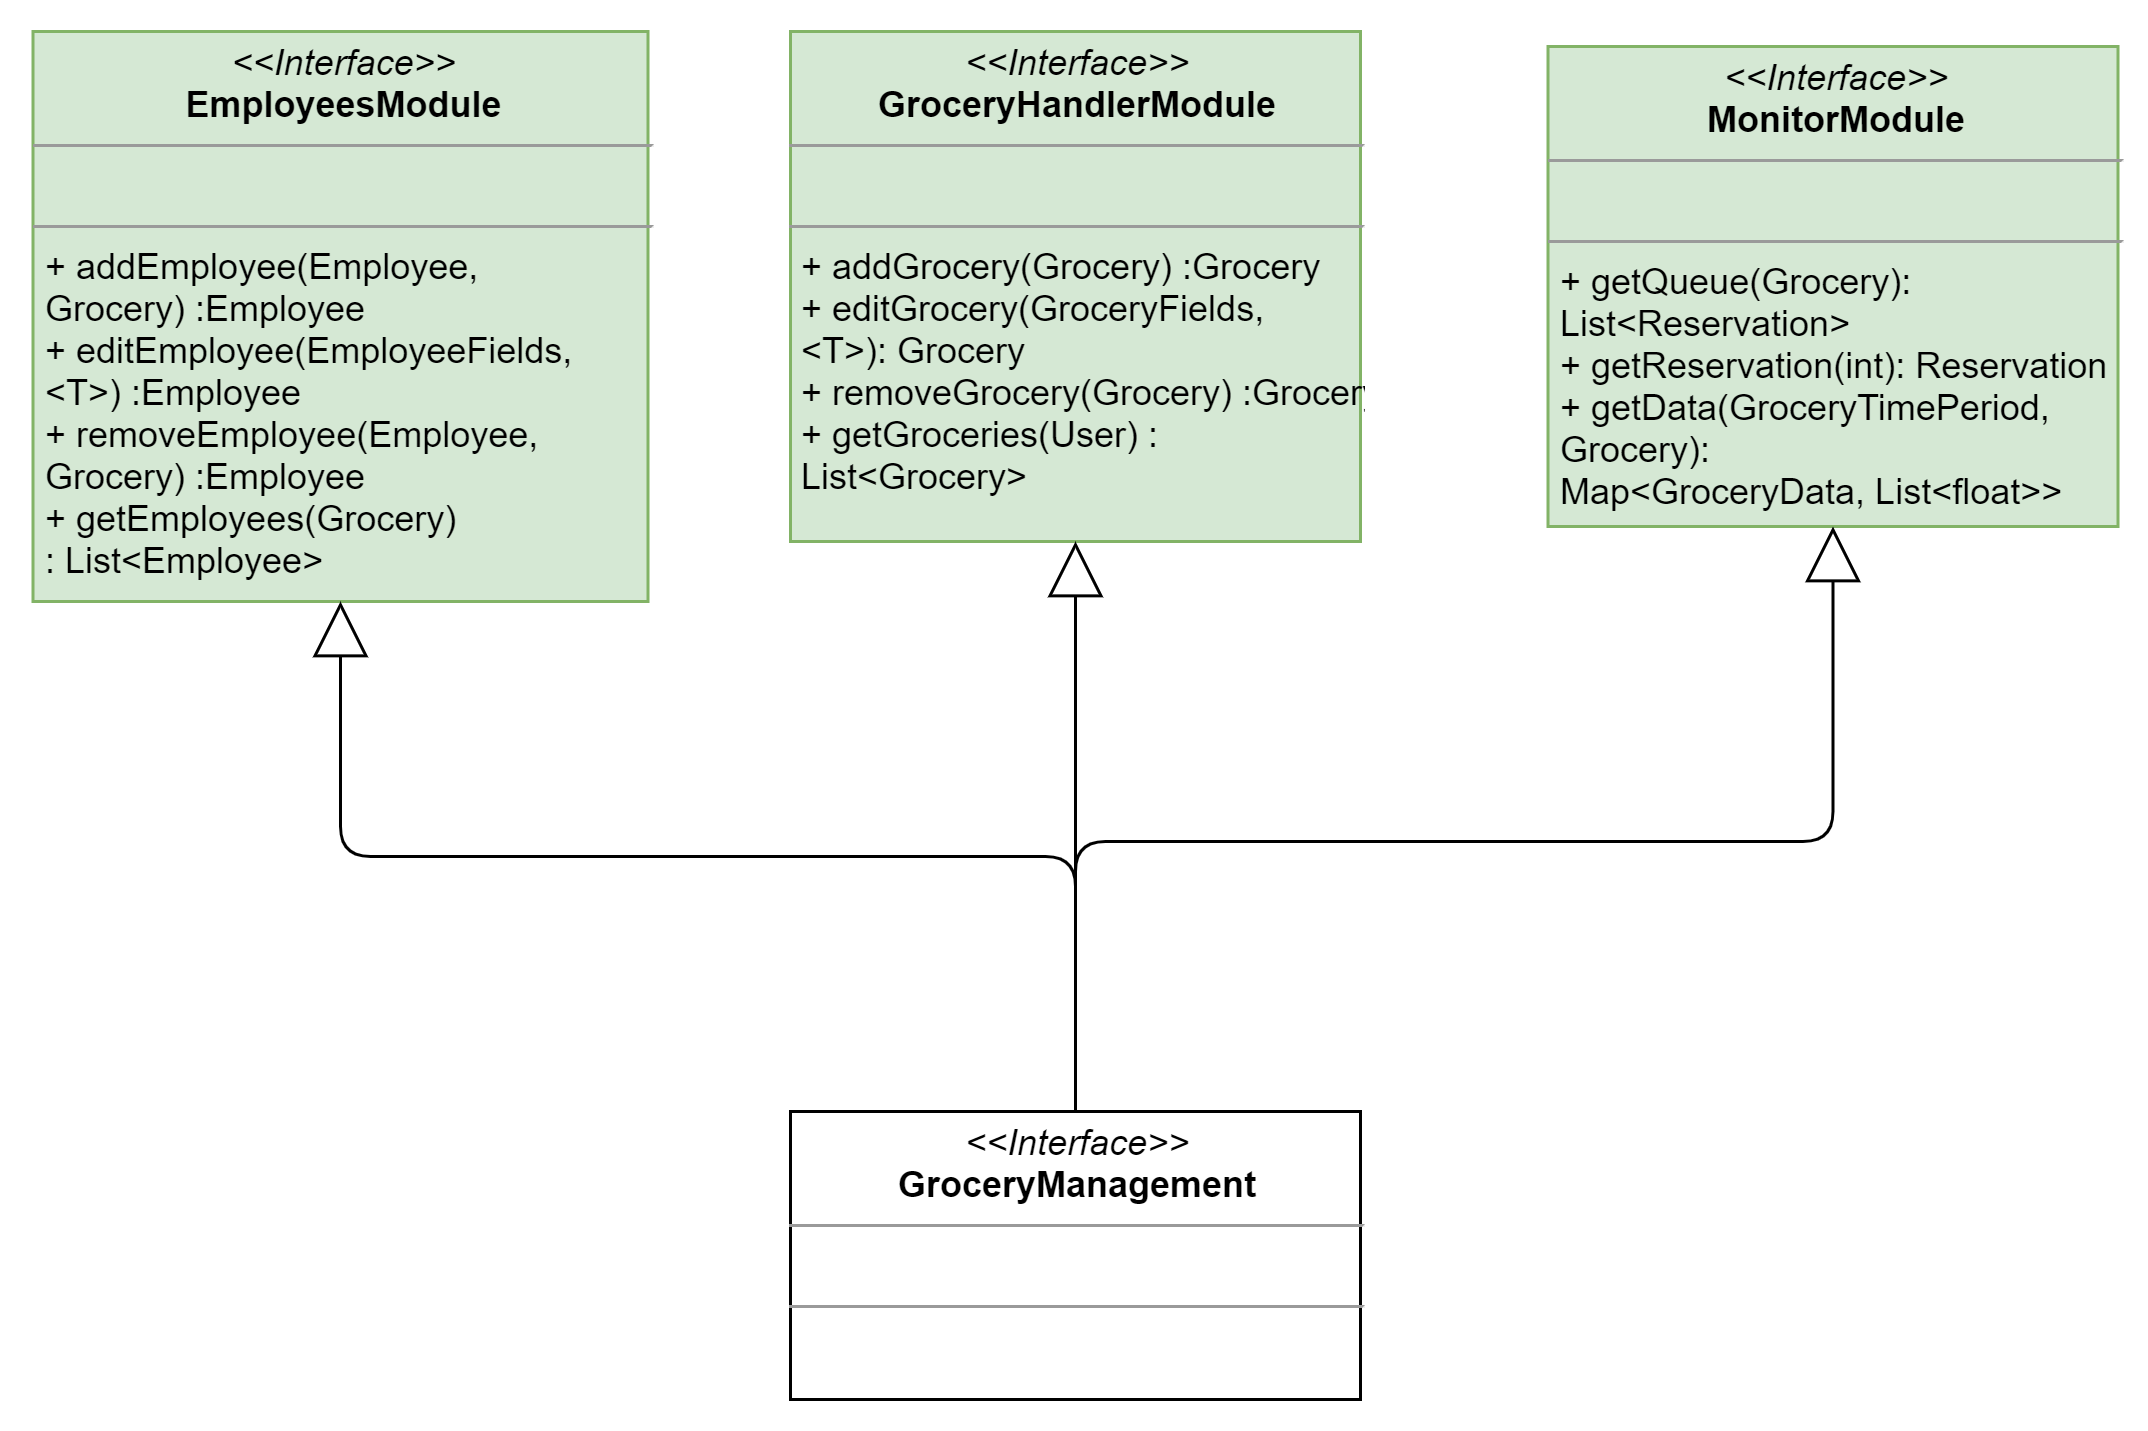 <<Interface>>
EmployeesModule
+ addEmployee(Employee,
Grocery) :Employee
+ editEmployee(EmployeeFields,
<T>) :Employee
+ removeEmployee(Employee,
Grocery) :Employee
+ getEmployees(Grocery)
: List<Employee>
<<Interface>>
GroceryHandlerModule
+ addGrocery(Grocery) :Grocery
+ editGrocery(GroceryFields,
<T>): Grocery
+ removeGrocery(Grocery) :Grocery
+ getGroceries(User) :
List<Grocery>
<<Interface>>
MonitorModule
+ getQueue(Grocery):
List<Reservation>
+ getReservation(int): Reservation
+ getData(GroceryTimePeriod,
Grocery):
Map<GroceryData, List<float>>
<<Interface>>
GroceryManagement